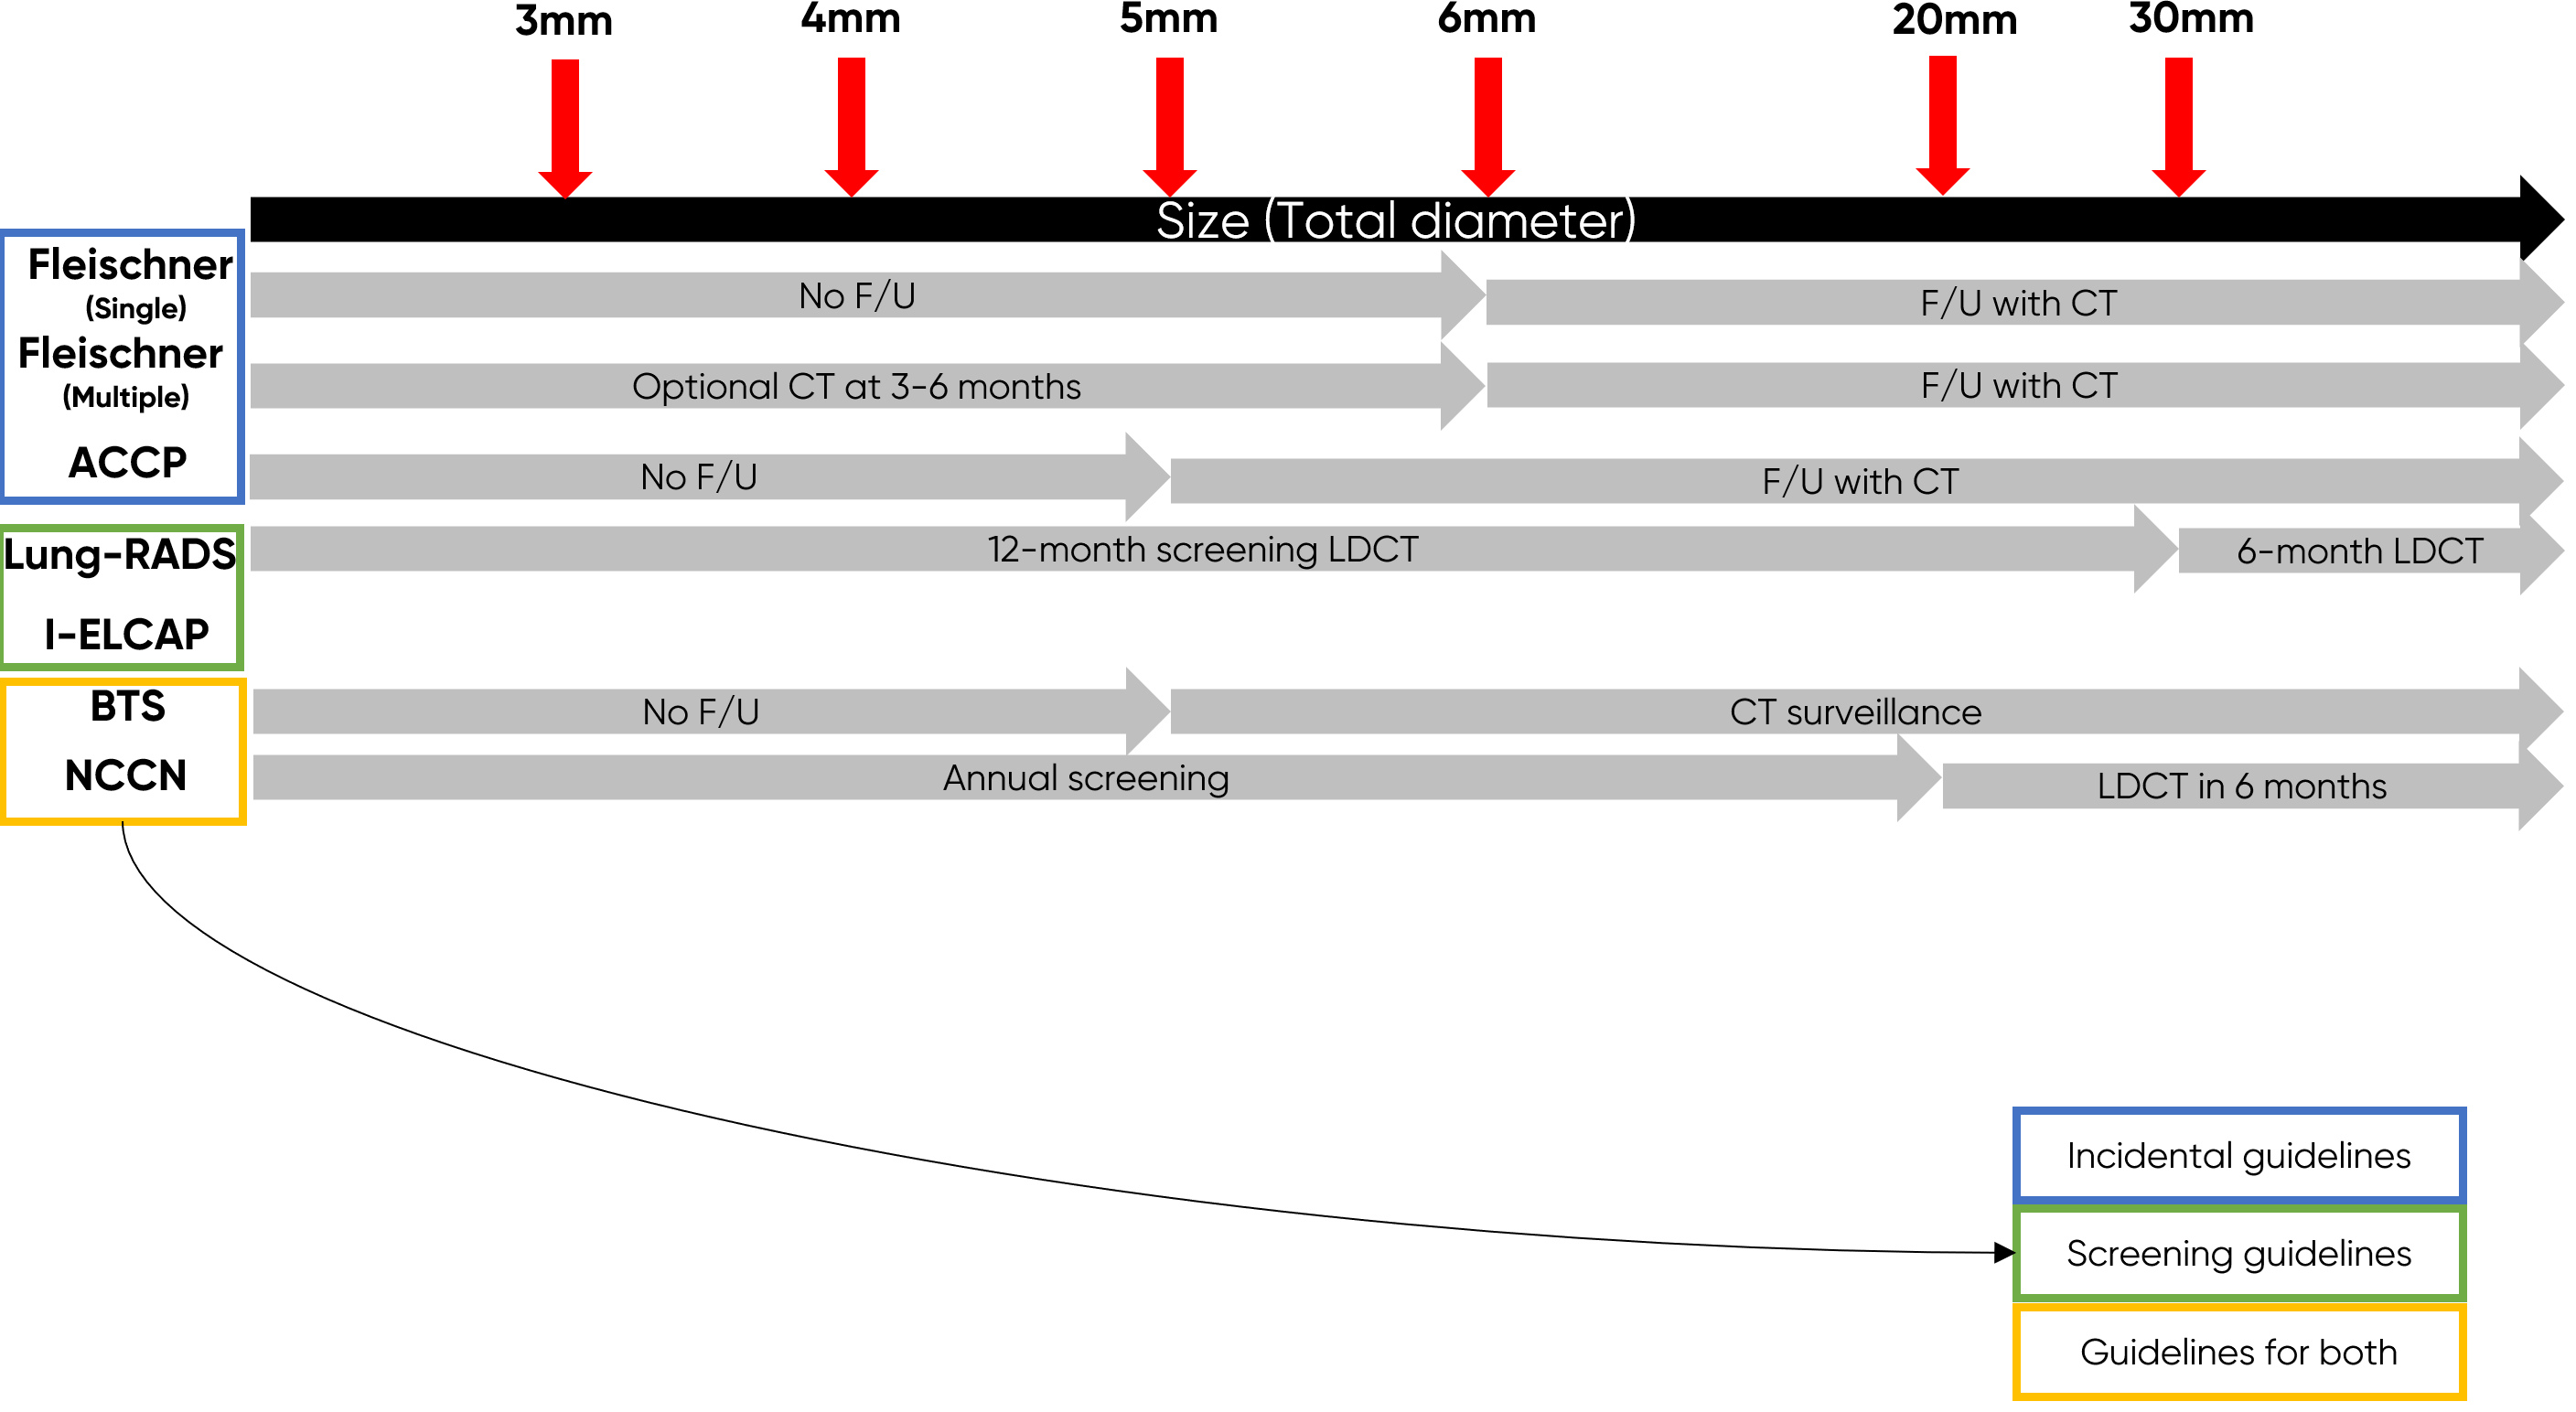 3mm 4mm 5mm 6mm 20mm 30mm
Size (Total diameter)
Fleischner
(Single)
No F/U F/U with CT
Fleischner
(Multiple)
Optional CT at 3-6 months F/U with CT
ACCP
No F/U F/U with CT
Lung-RADS 12-month screening LDCT 6-month LDCT
I-ELCAP
BTS No F/U CT surveillance
NCCN Annual screening LDCT in 6 months
Incidental guidelines
Screening guidelines
Guidelines for both